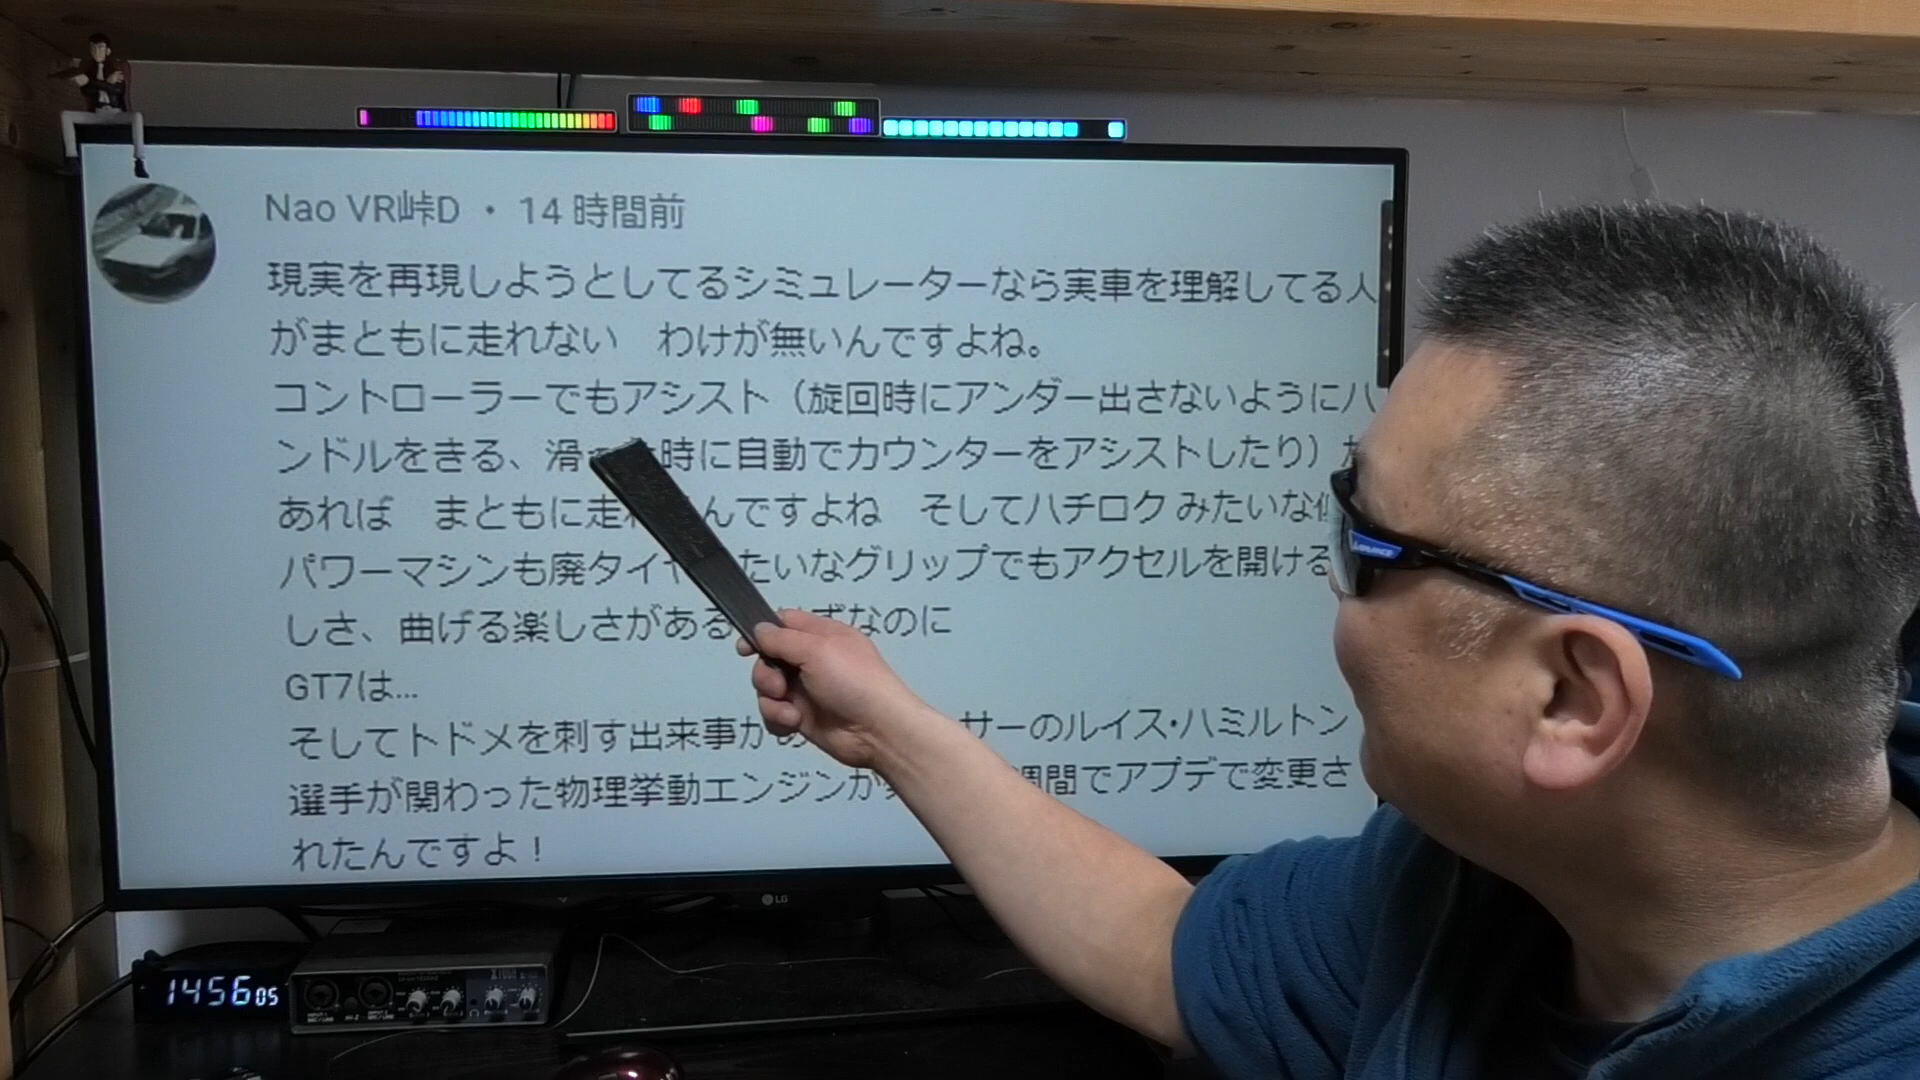 Nao VR峠D ・ 14 時間前
現実を再現しようとしてるシミュレーターなら実車を理解してる人
がまともに走れない　わけが無いんですよね。
コントローラーでもアシスト（旋回時にアンダー出さないようにハ
ンドルをきる、滑 時に自動でカウンターをアシストしたり）
あれば　まともに走 んですよね　そしてハチロク みたいな
パワーマシンも廃タイヤ たいなグリップでもアクセルを開ける
しさ、曲げる楽しさがある ずなのに
GT7は...
そしてトドメを刺す出来事が サーのルイス・ハミルトン
選手が関わった物理挙動エンジンが 週間でアプデで変更さ
れたんですよ！
LG
1456 05